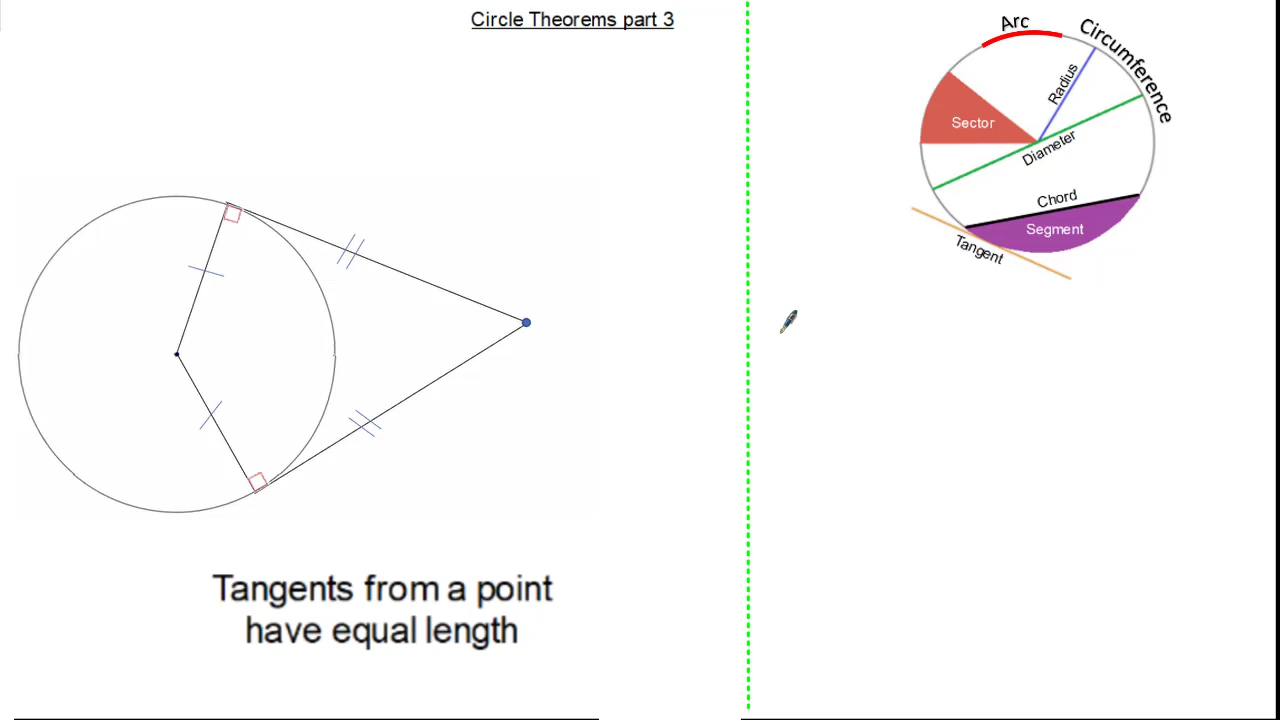 Circle Theorems part 3
Arc
Circumference
Radius
Sector
Diameter
Chord
Segment
Tangent
Tangents from a point
have equal length